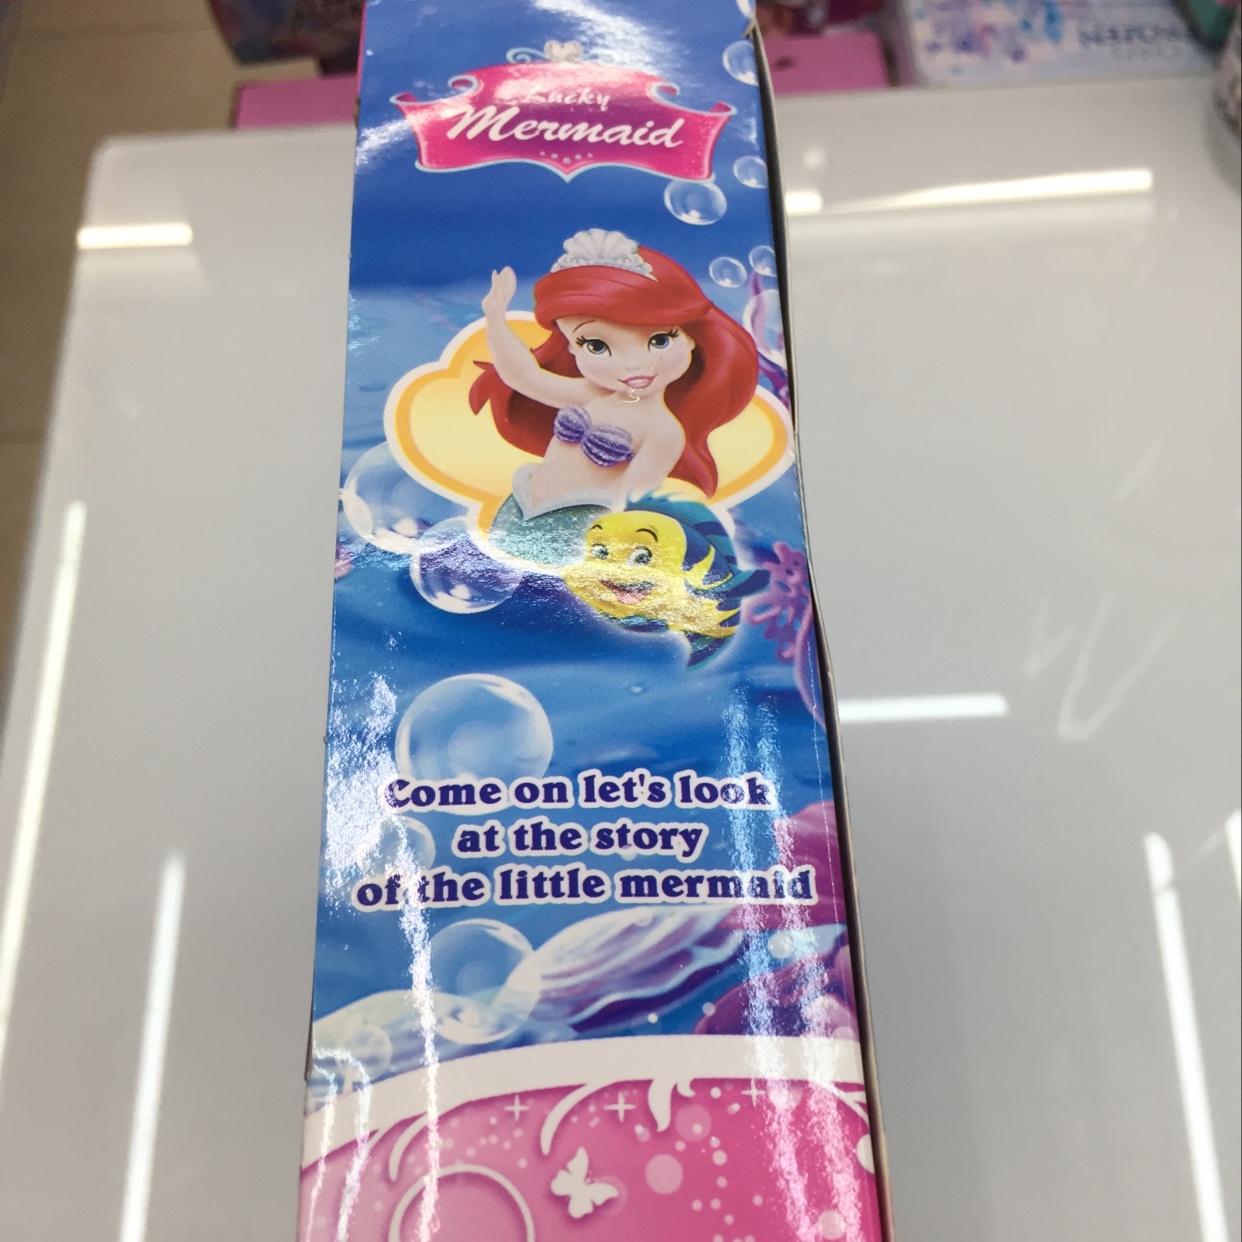 Lucky
Mermaid
Come on let's look
at the story
of the little mermaid